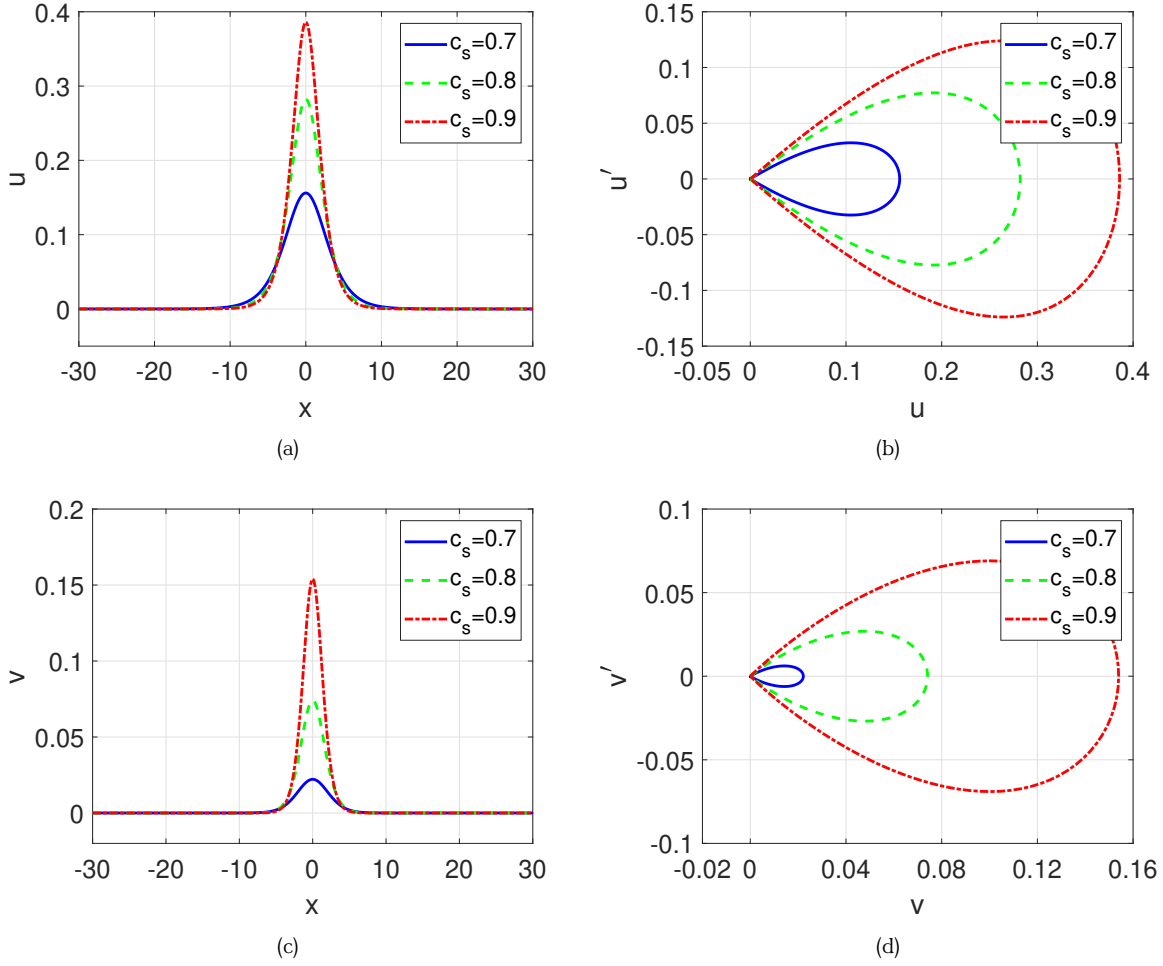 0.4
0.3
0.2
0.1
0
u
-30 -20 -10 0 10 20 30
x
c_s=0.7
c_s=0.8
c_s=0.9
(a)
0.15
0.1
0.05
0
-0.05
-0.1
-0.15
u'
-0.05 0 0.1 0.2 0.3 0.4
u
c_s=0.7
c_s=0.8
c_s=0.9
(b)
0.2
0.15
0.1
0.05
0
v
-30 -20 -10 0 10 20 30
x
c_s=0.7
c_s=0.8
c_s=0.9
(c)
0.1
0.05
0
-0.05
-0.1
v'
-0.02 0 0.04 0.08 0.12 0.16
v
c_s=0.7
c_s=0.8
c_s=0.9
(d)